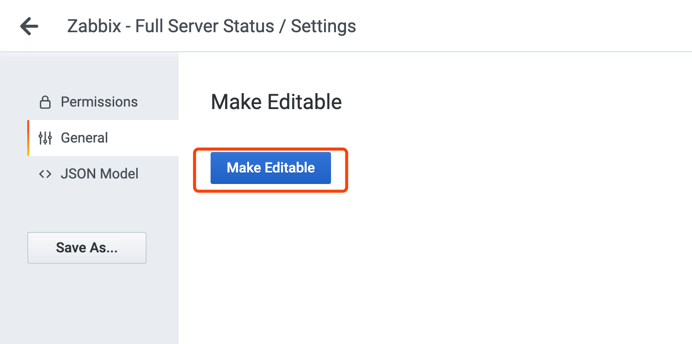 Zabbix - Full Server Status / Settings
Permissions
General
JSON Model
Save As...
Make Editable
Make Editable